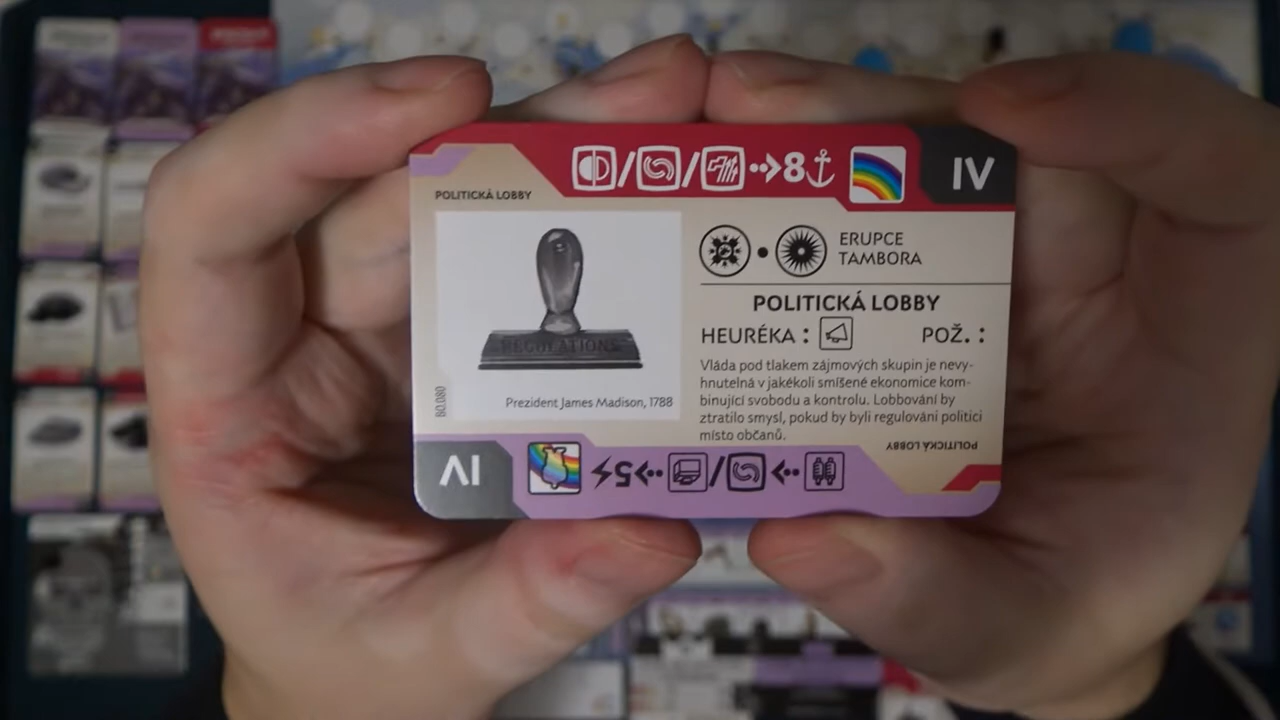 8
IV
POLITICKÁ LOBBY
ERUPCE
TAMBORA
POLITICKÁ LOBBY
HEURÉKA :
POŽ. :
REGULATIONS
Vláda pod tlakem zájmových skupin je nevy-
hnutelná v jakékoli smíšené ekonomice kom-
binující svobodu a kontrolu. Lobbování by
ztratilo smysl, pokud by byli regulováni politici
místo občanů.
Prezident James Madison, 1788
B0.080
POLITICKÁ LOBBY
IV
5